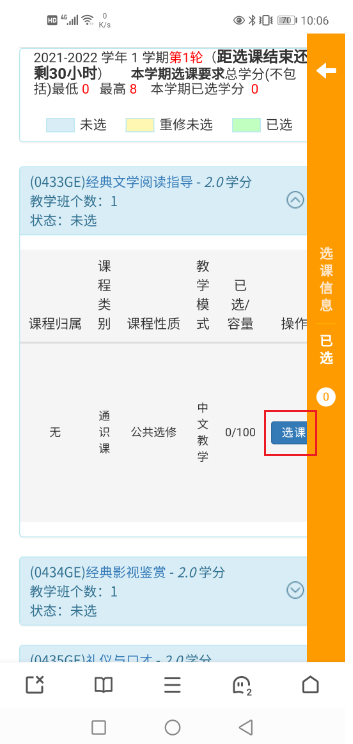 HD 4G 0 K/s 70 10:06
2021-2022 学年 1 学期第1轮（距选课结束还
剩30小时） 本学期选课要求总学分(不包
括)最低 0 最高 8 本学期已选学分 0
未选 重修未选 已选
(0433GE)经典文学阅读指导 - 2.0 学分
教学班个数：1
状态：未选
课程归属 课程类别 课程性质 教学模式 已选/容量 操作
无 通识课 公共选修 中文教学 0/100 选课
(0434GE)经典影视鉴赏 - 2.0 学分
教学班个数：1
状态：未选
(0435GE)礼仪与口才 - 2.0 学分
选课信息
已选
0
2